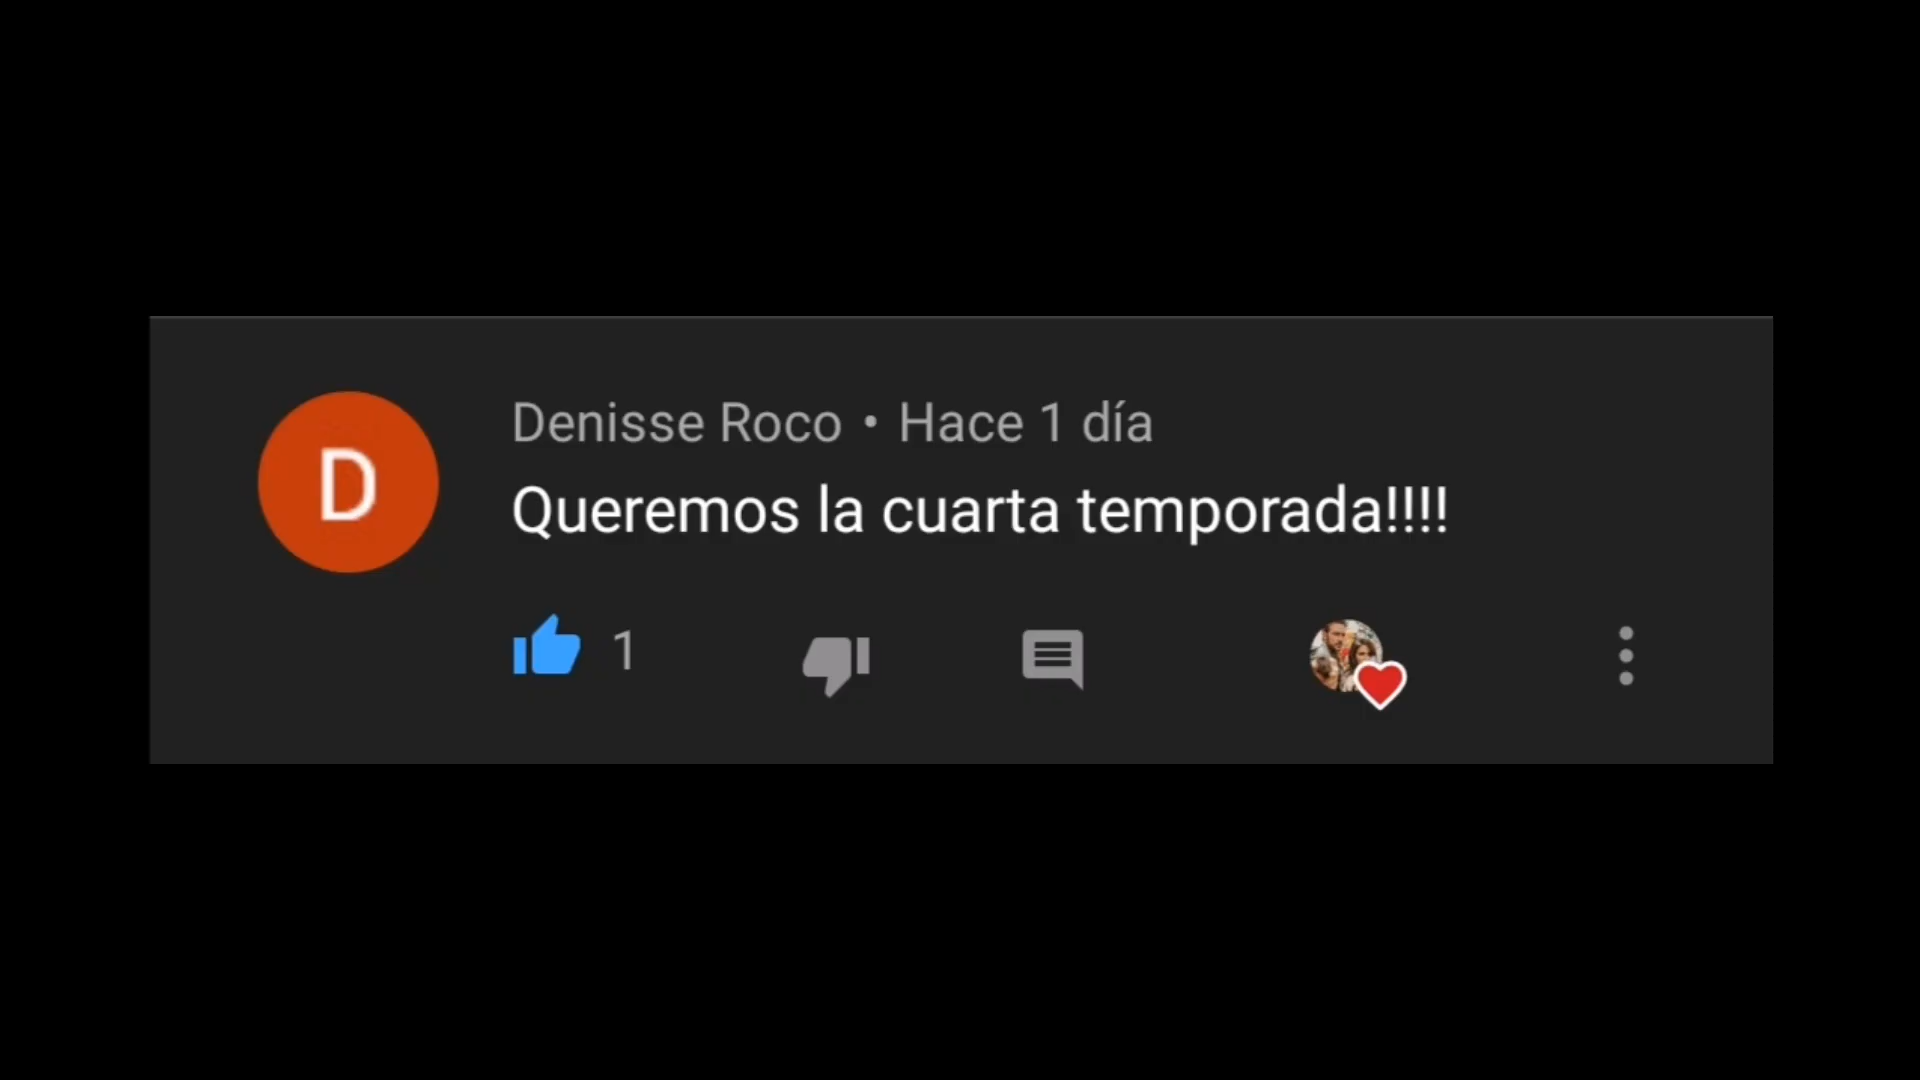 D
Denisse Roco • Hace 1 día
Queremos la cuarta temporada!!!!
1